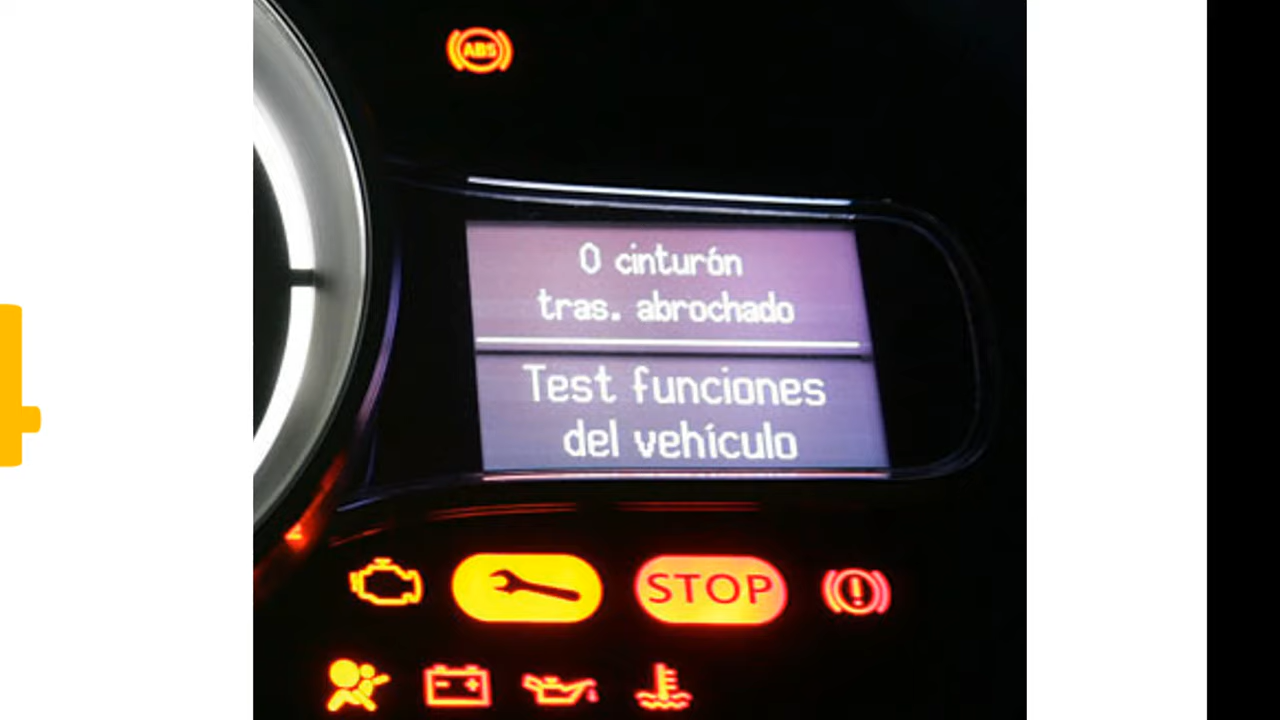 ABS
0 cinturón
tras. abrochado
Test funciones
del vehículo
STOP